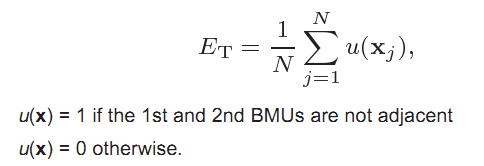 E_T = \frac{1}{N} \sum_{j=1}^{N} u(\mathbf{x}_j),
u(x) = 1 if the 1st and 2nd BMUs are not adjacent
u(x) = 0 otherwise.